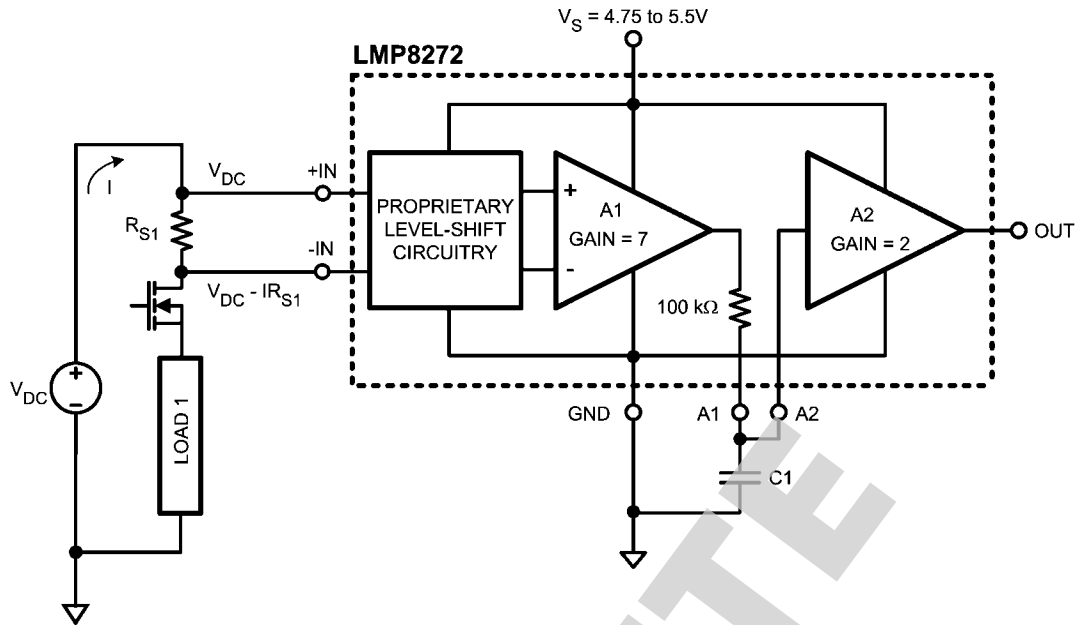 V_S = 4.75 to 5.5V
LMP8272
I
V_DC
+IN
R_S1
-IN
V_DC - IR_S1
PROPRIETARY
LEVEL-SHIFT
CIRCUITRY
+
-
A1
GAIN = 7
A2
GAIN = 2
OUT
100 kΩ
V_DC
+
−
LOAD 1
GND
A1
A2
C1